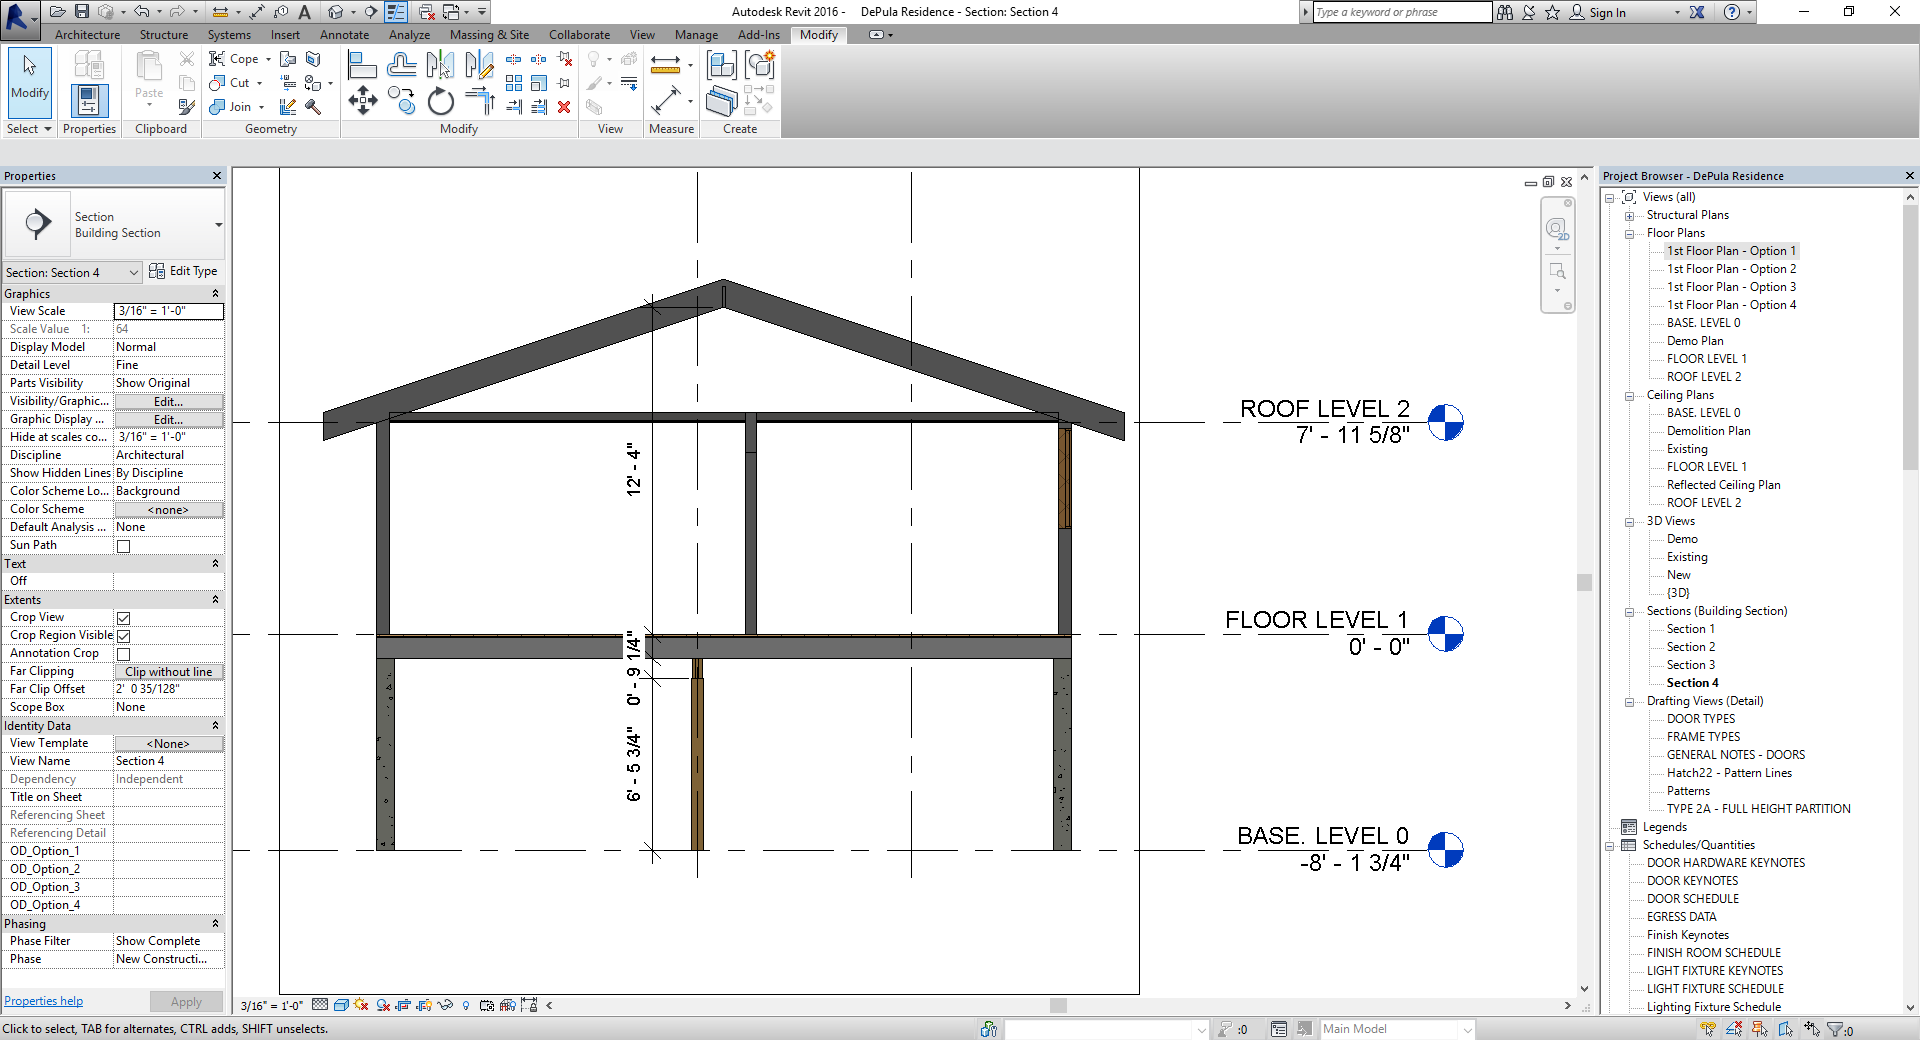 Autodesk Revit 2016 -     DePula Residence - Section: Section 4
Type a keyword or phrase
Sign In
Architecture Structure Systems Insert Annotate Analyze Massing & Site Collaborate View Manage Add-Ins Modify
Modify
Select
Properties
Paste
Clipboard
Cope
Cut
Join
Geometry
Modify
View
Measure
Create
Properties
Section
Building Section
Section: Section 4
Edit Type
Graphics
View Scale 3/16" = 1'-0"
Scale Value 1: 64
Display Model Normal
Detail Level Fine
Parts Visibility Show Original
Visibility/Graphic... Edit...
Graphic Display ... Edit...
Hide at scales co... 3/16" = 1'-0"
Discipline Architectural
Show Hidden Lines By Discipline
Color Scheme Lo... Background
Color Scheme <none>
Default Analysis ... None
Sun Path
Text
Off
Extents
Crop View
Crop Region Visible
Annotation Crop
Far Clipping Clip without line
Far Clip Offset 2' 0 35/128"
Scope Box None
Identity Data
View Template <None>
View Name Section 4
Dependency Independent
Title on Sheet
Referencing Sheet
Referencing Detail
OD_Option_1
OD_Option_2
OD_Option_3
OD_Option_4
Phasing
Phase Filter Show Complete
Phase New Constructi...
Properties help
Apply
12' - 4"
0' - 9 1/4"
6' - 5 3/4"
ROOF LEVEL 2
7' - 11 5/8"
FLOOR LEVEL 1
0' - 0"
BASE. LEVEL 0
-8' - 1 3/4"
2D
3/16" = 1'-0"
Project Browser - DePula Residence
Views (all)
Structural Plans
Floor Plans
1st Floor Plan - Option 1
1st Floor Plan - Option 2
1st Floor Plan - Option 3
1st Floor Plan - Option 4
BASE. LEVEL 0
Demo Plan
FLOOR LEVEL 1
ROOF LEVEL 2
Ceiling Plans
BASE. LEVEL 0
Demolition Plan
Existing
FLOOR LEVEL 1
Reflected Ceiling Plan
ROOF LEVEL 2
3D Views
Demo
Existing
New
{3D}
Sections (Building Section)
Section 1
Section 2
Section 3
Section 4
Drafting Views (Detail)
DOOR TYPES
FRAME TYPES
GENERAL NOTES - DOORS
Hatch22 - Pattern Lines
Patterns
TYPE 2A - FULL HEIGHT PARTITION
Legends
Schedules/Quantities
DOOR HARDWARE KEYNOTES
DOOR KEYNOTES
DOOR SCHEDULE
EGRESS DATA
Finish Keynotes
FINISH ROOM SCHEDULE
LIGHT FIXTURE KEYNOTES
LIGHT FIXTURE SCHEDULE
Lighting Fixture Schedule
Click to select, TAB for alternates, CTRL adds, SHIFT unselects.
:0
Main Model
:0